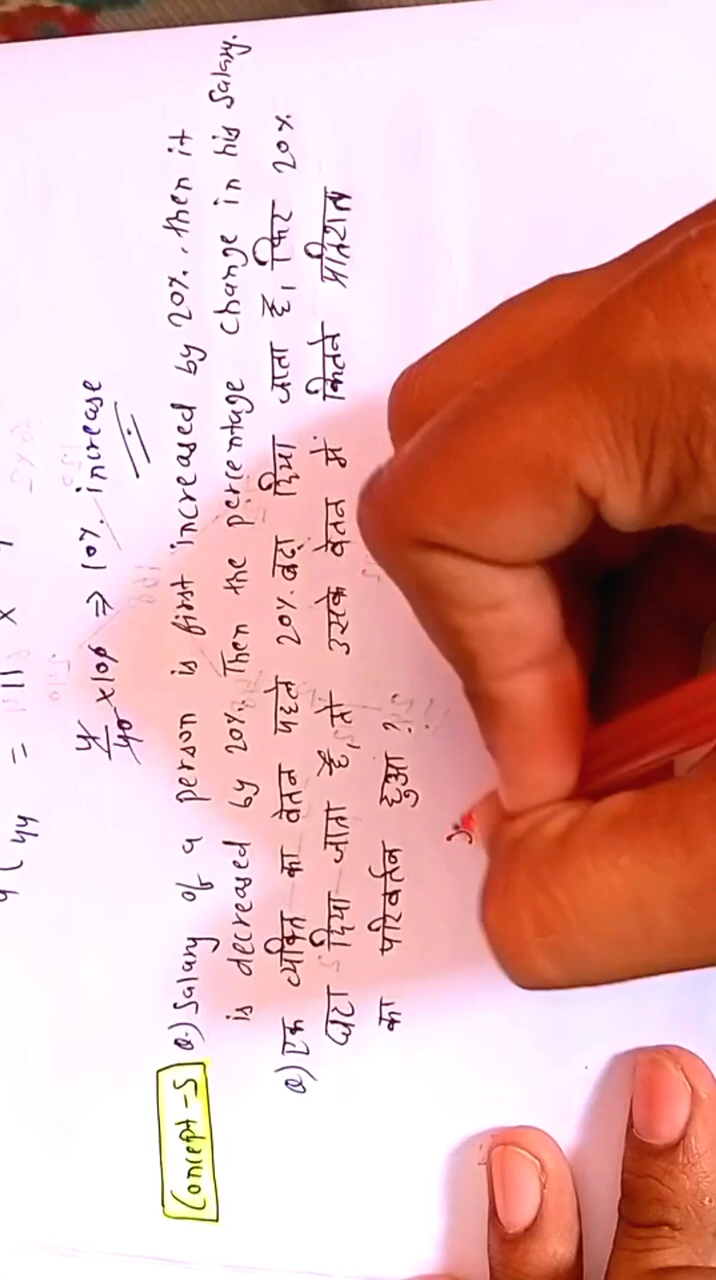 4/40 × 100 ⇒ 10% increase
Concept-5 Q.) Salary of a person is first increased by 20%. then it
is decreased by 20%. Then the percentage change in his salary.
Q) एक व्यक्ति का वेतन पहले 20% बढ़ा दिया जाता है, फिर 20%
घटा दिया जाता है, तो उसके वेतन में कितने प्रतिशत
का परिवर्तन हुआ ?